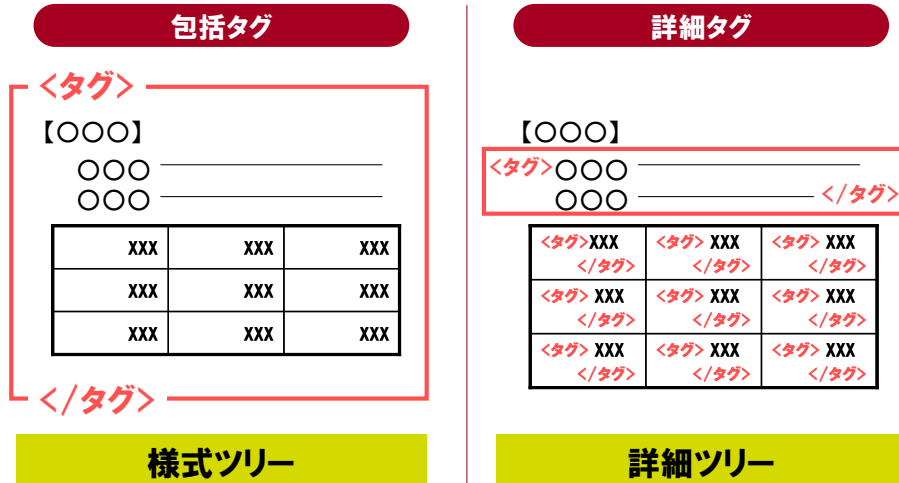 包括タグ
<タグ>
【○○○】
○○○
○○○
XXX XXX XXX
XXX XXX XXX
XXX XXX XXX
</タグ>
様式ツリー
詳細タグ
【○○○】
<タグ>○○○
○○○ </タグ>
<タグ>XXX <タグ> XXX <タグ> XXX
</タグ> </タグ> </タグ>
<タグ> XXX <タグ> XXX <タグ> XXX
</タグ> </タグ> </タグ>
<タグ> XXX <タグ> XXX <タグ> XXX
</タグ> </タグ> </タグ>
詳細ツリー